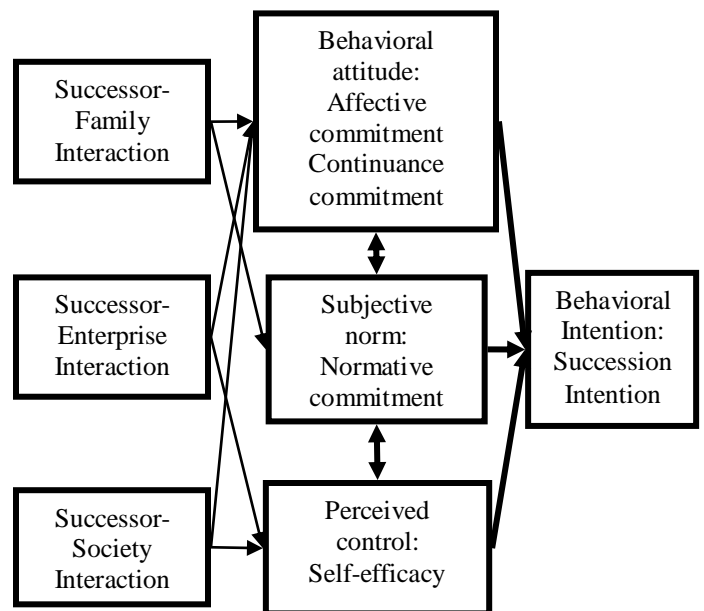 Successor-
Family
Interaction
Behavioral
attitude:
Affective
commitment
Continuance
commitment
Successor-
Enterprise
Interaction
Subjective
norm:
Normative
commitment
Behavioral
Intention:
Succession
Intention
Successor-
Society
Interaction
Perceived
control:
Self-efficacy